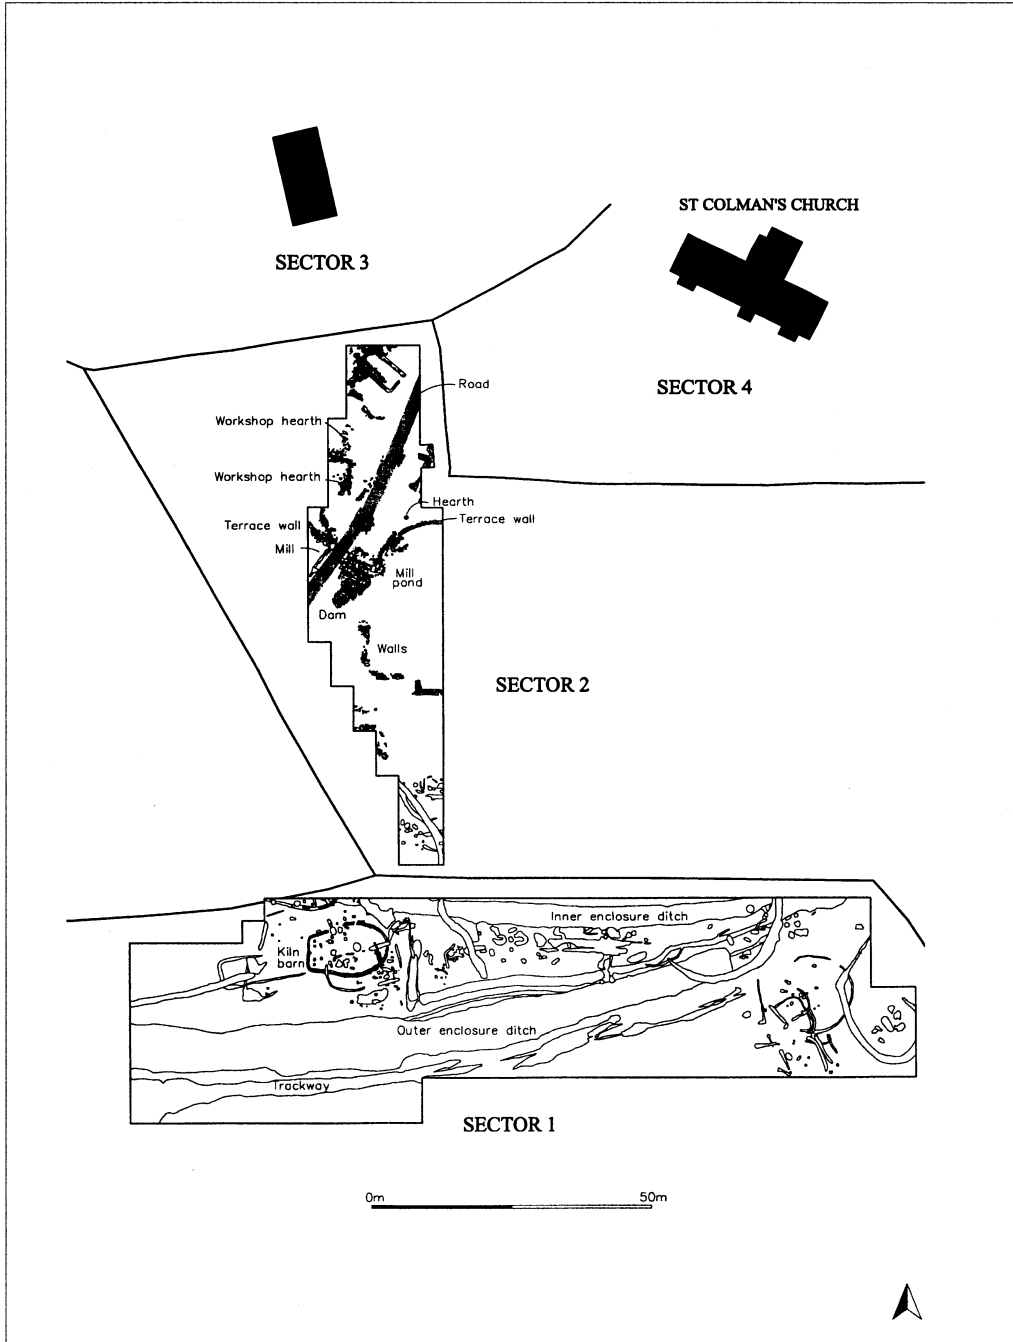 ST COLMAN'S CHURCH
SECTOR 3
SECTOR 4
Road
Workshop hearth
Workshop hearth
Hearth
Terrace wall
Terrace wall
Mill
Mill
pond
Dam
Walls
SECTOR 2
Inner enclosure ditch
Kiln
barn
Outer enclosure ditch
Trackway
SECTOR 1
0m
50m